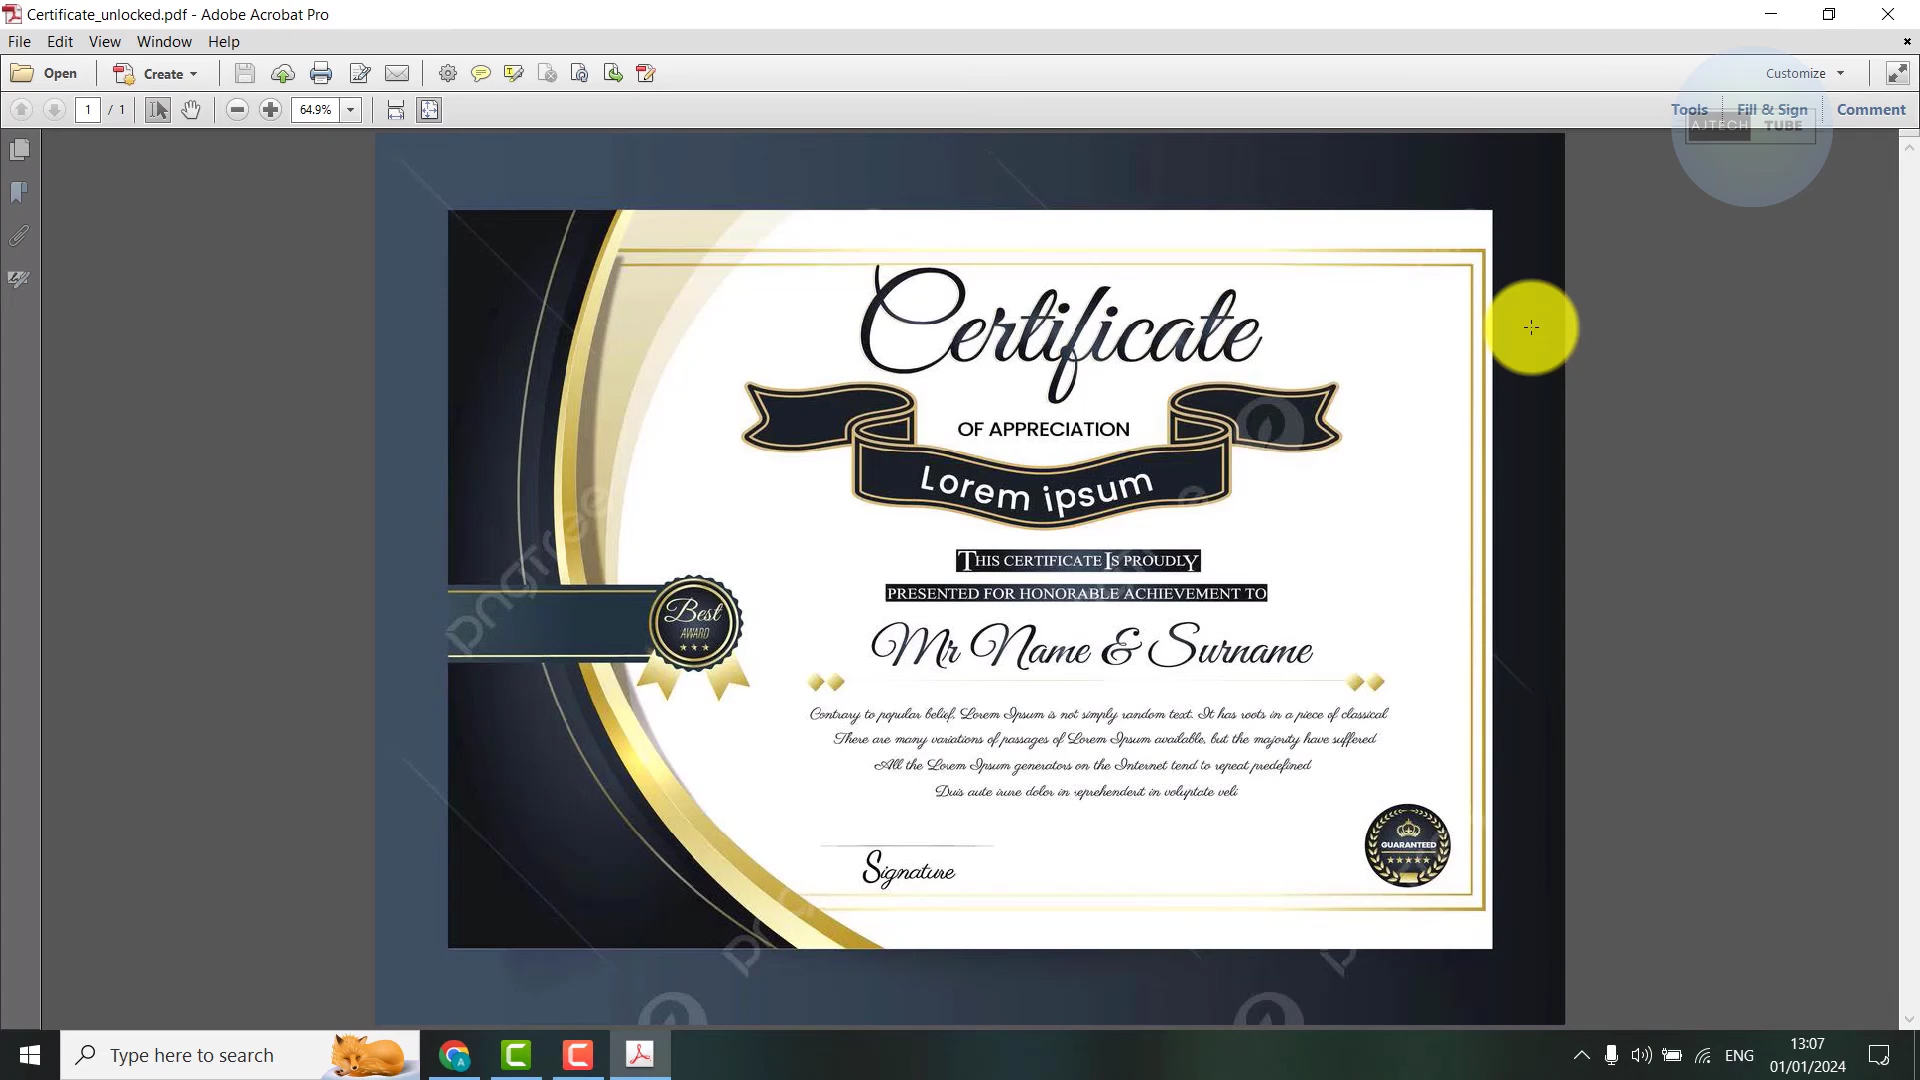 Certificate_unlocked.pdf - Adobe Acrobat Pro
File Edit View Window Help
Open Create Customize
1 / 1 64.9% Tools Fill & Sign Comment
AJTECH TUBE
Certificate
OF APPRECIATION
Lorem ipsum
THIS CERTIFICATE IS PROUDLY
PRESENTED FOR HONORABLE ACHIEVEMENT TO
Best
AWARD
Mr Name & Surname
Contrary to popular belief, Lorem Ipsum is not simply random text. It has roots in a piece of classical
There are many variations of passages of Lorem Ipsum available, but the majority have suffered
All the Lorem Ipsum generators on the Internet tend to repeat predefined
Duis aute irure dolor in reprehenderit in voluptate veli
GUARANTEED
Signature
pngtree
Type here to search
ENG
13:07
01/01/2024